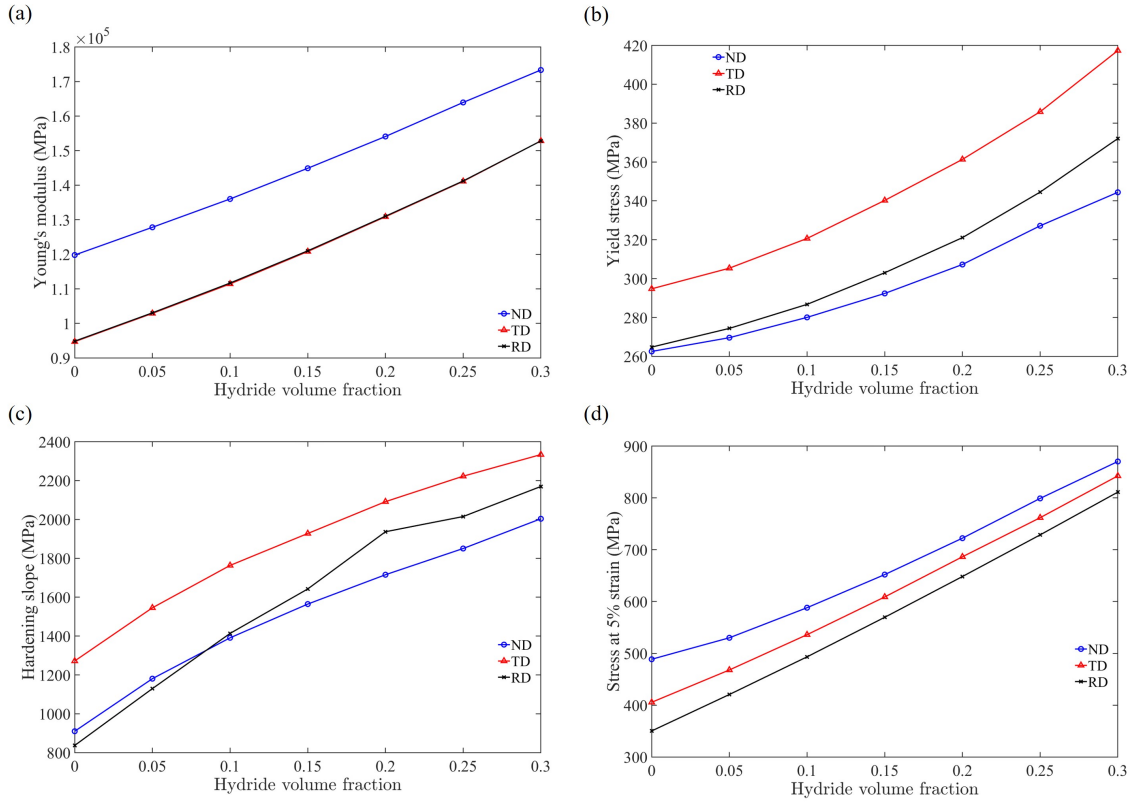 (a)
×10^5
1.8
1.7
1.6
1.5
1.4
1.3
1.2
1.1
1
0.9
Young's modulus (MPa)
ND
TD
RD
0 0.05 0.1 0.15 0.2 0.25 0.3
Hydride volume fraction
(b)
420
400
380
360
340
320
300
280
260
Yield stress (MPa)
ND
TD
RD
0 0.05 0.1 0.15 0.2 0.25 0.3
Hydride volume fraction
(c)
2400
2200
2000
1800
1600
1400
1200
1000
800
Hardening slope (MPa)
ND
TD
RD
0 0.05 0.1 0.15 0.2 0.25 0.3
Hydride volume fraction
(d)
900
800
700
600
500
400
300
Stress at 5% strain (MPa)
ND
TD
RD
0 0.05 0.1 0.15 0.2 0.25 0.3
Hydride volume fraction